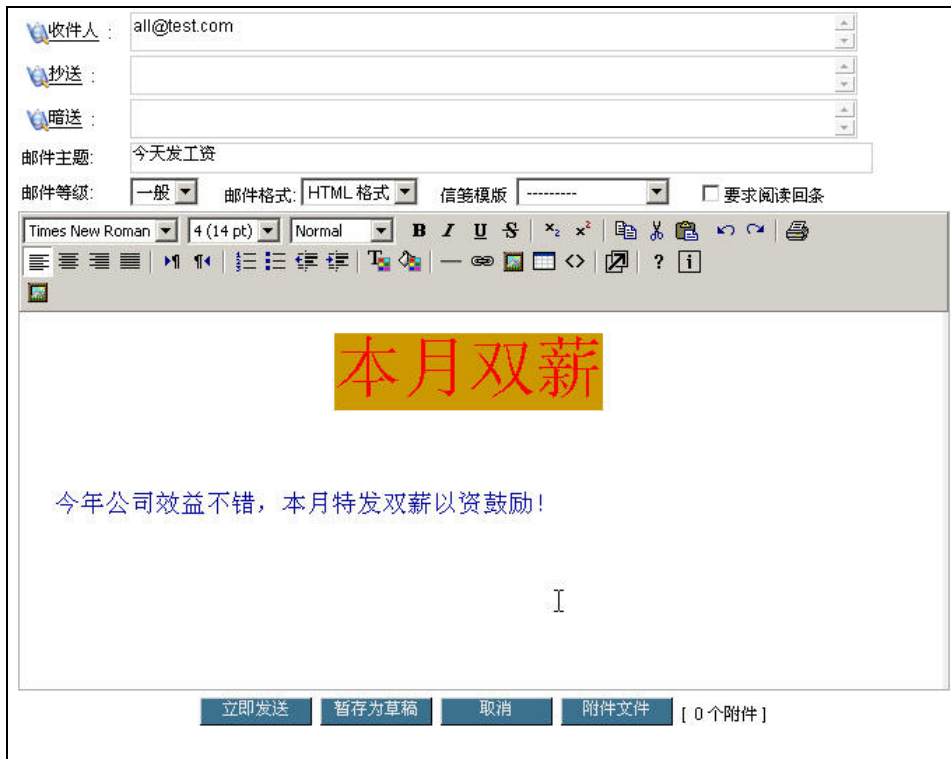 收件人 : all@test.com
抄送 :
暗送 :
邮件主题: 今天发工资
邮件等级: 一般 邮件格式: HTML 格式 信笺模版 --------- 要求阅读回条
Times New Roman 4 (14 pt) Normal B I U S ×₂ ×²
? i
本月双薪
今年公司效益不错，本月特发双薪以资鼓励！
立即发送 暂存为草稿 取消 附件文件 [ 0 个附件 ]